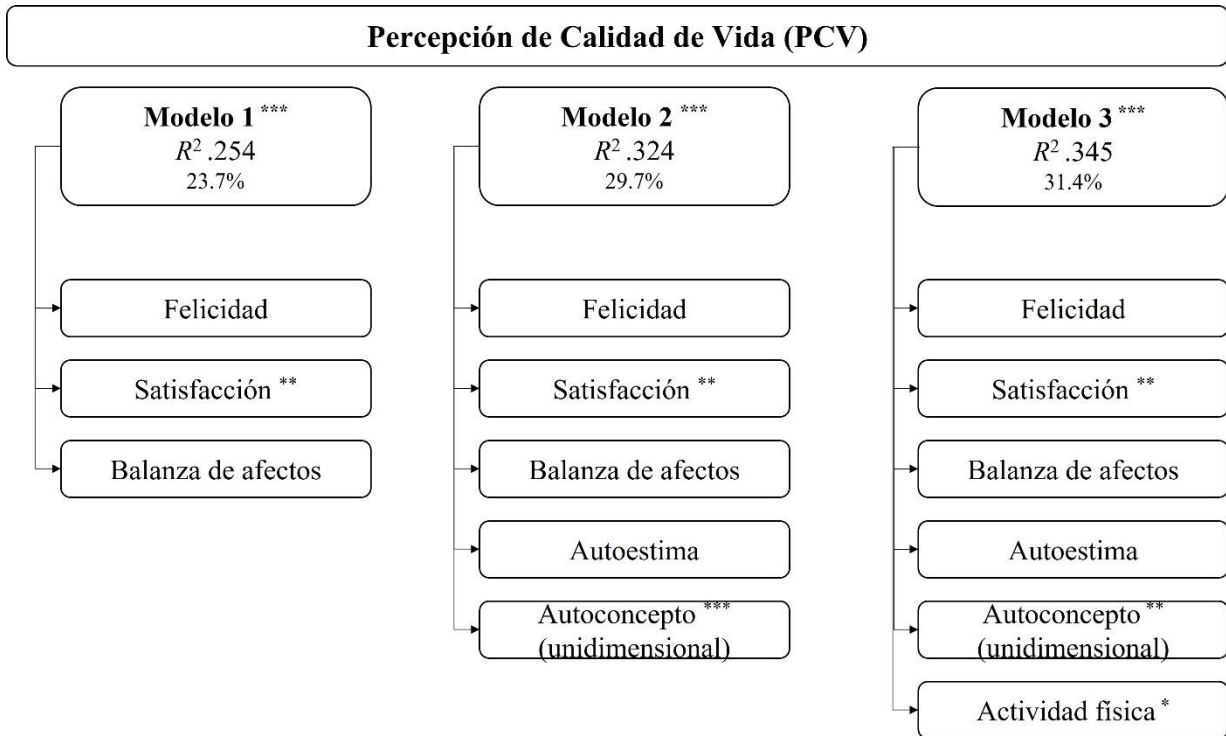 Percepción de Calidad de Vida (PCV)
Modelo 1 ***
R² .254
23.7%
Felicidad
Satisfacción **
Balanza de afectos
Modelo 2 ***
R² .324
29.7%
Felicidad
Satisfacción **
Balanza de afectos
Autoestima
Autoconcepto ***
(unidimensional)
Modelo 3 ***
R² .345
31.4%
Felicidad
Satisfacción **
Balanza de afectos
Autoestima
Autoconcepto **
(unidimensional)
Actividad física *